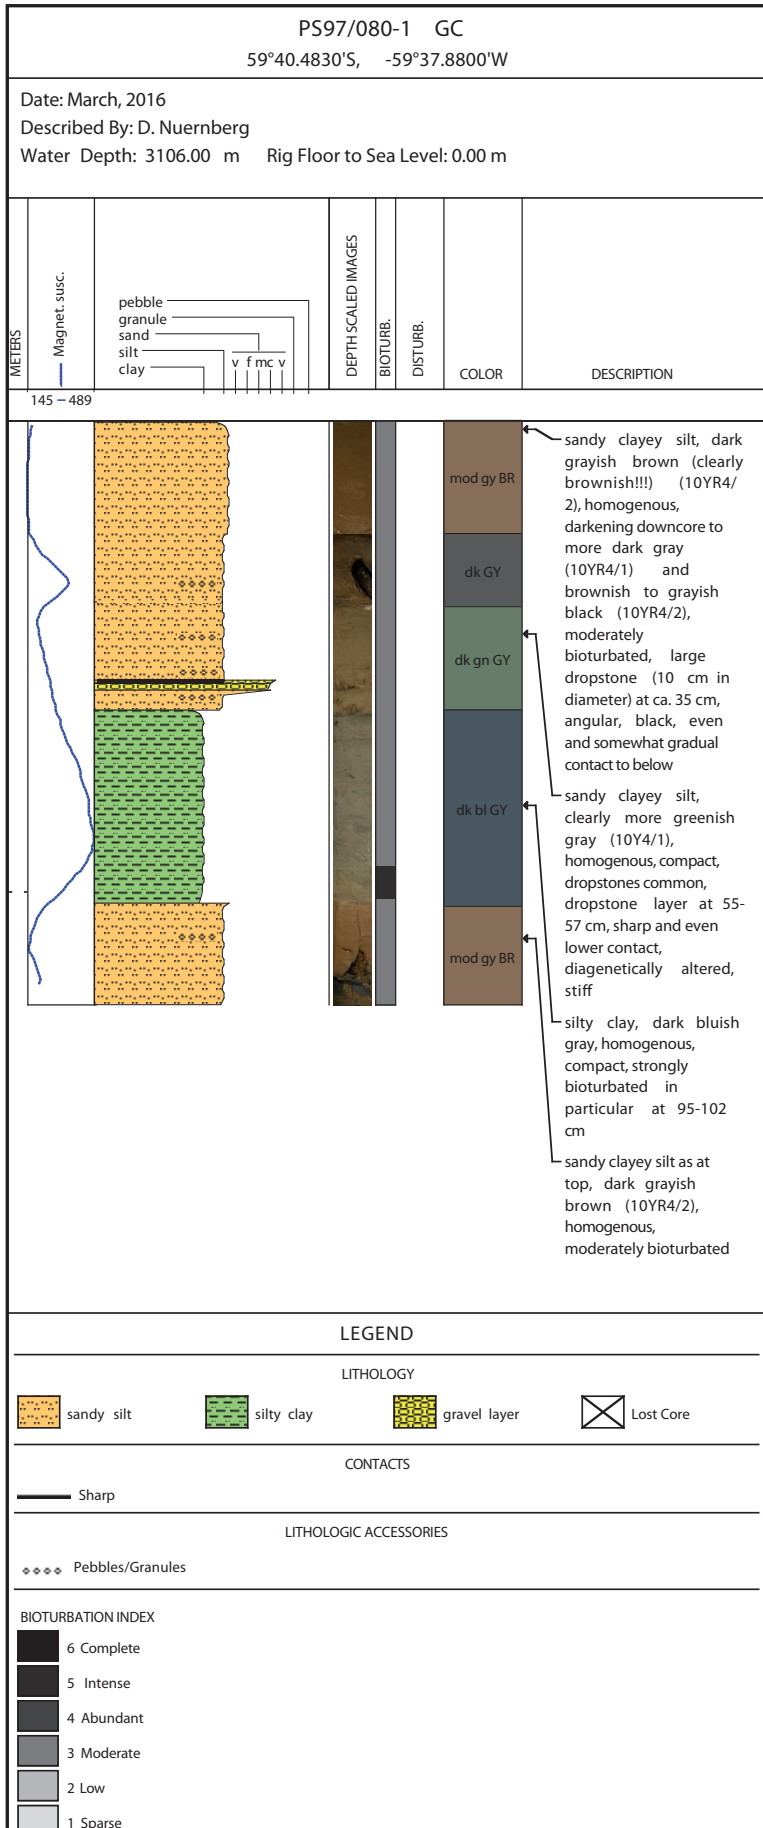 PS97/080-1 GC
59°40.4830'S, -59°37.8800'W
Date: March, 2016
Described By: D. Nuernberg
Water Depth: 3106.00 m Rig Floor to Sea Level: 0.00 m
METERS
Magnet. susc.
145 – 489
pebble
granule
sand
silt
clay
v f mc v
DEPTH SCALED IMAGES
BIOTURB.
DISTURB.
COLOR
DESCRIPTION
mod gy BR
dk GY
dk gn GY
dk bl GY
mod gy BR
sandy clayey silt, dark
grayish brown (clearly
brownish!!!) (10YR4/
2), homogenous,
darkening downcore to
more dark gray
(10YR4/1) and
brownish to grayish
black (10YR4/2),
moderately
bioturbated, large
dropstone (10 cm in
diameter) at ca. 35 cm,
angular, black, even
and somewhat gradual
contact to below
sandy clayey silt,
clearly more greenish
gray (10Y4/1),
homogenous, compact,
dropstones common,
dropstone layer at 55-
57 cm, sharp and even
lower contact,
diagenetically altered,
stiff
silty clay, dark bluish
gray, homogenous,
compact, strongly
bioturbated in
particular at 95-102
cm
sandy clayey silt as at
top, dark grayish
brown (10YR4/2),
homogenous,
moderately bioturbated
LEGEND
LITHOLOGY
sandy silt
silty clay
gravel layer
Lost Core
CONTACTS
Sharp
LITHOLOGIC ACCESSORIES
Pebbles/Granules
BIOTURBATION INDEX
6 Complete
5 Intense
4 Abundant
3 Moderate
2 Low
1 Sparse